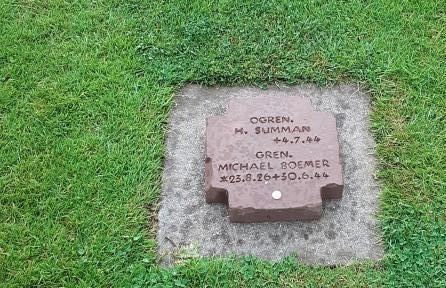 OGREN.
H. SUMMAN
+4.7.44
GREN.
MICHAEL BOEMER
*23.8.26+30.6.44